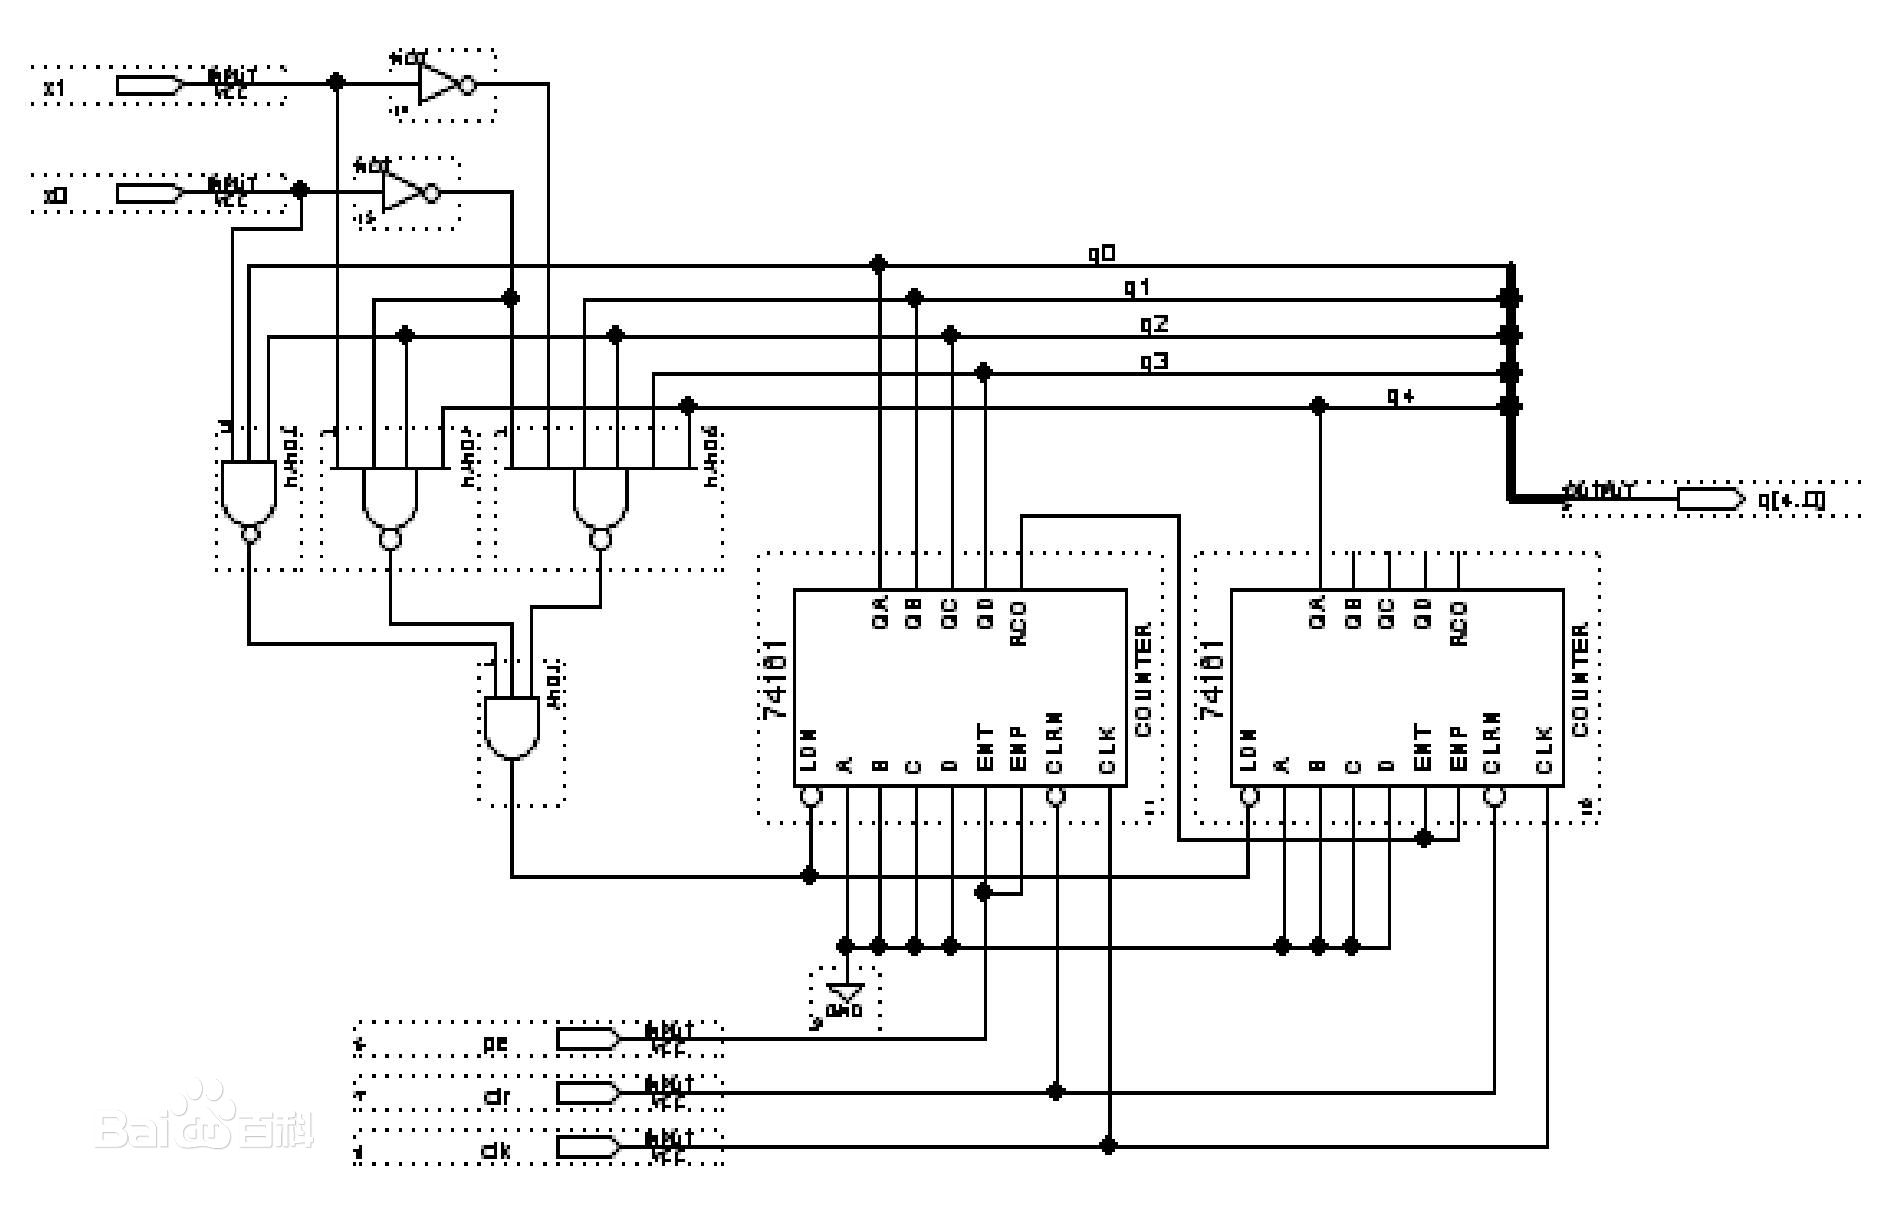 x1
INPUT
VCC
NOT
x0
INPUT
VCC
NOT
15
q0
q1
q2
q3
q4
NAND3
NAND4
NAND6
OUTPUT
q[4..0]
AND3
74161
QA
QB
QC
QD
RCO
COUNTER
LDN
A
B
C
D
ENT
ENP
CLRN
CLK
11
74161
QA
QB
QC
QD
RCO
COUNTER
LDN
A
B
C
D
ENT
ENP
CLRN
CLK
GND
pe
INPUT
VCC
clr
INPUT
VCC
clk
INPUT
VCC
Bai百科